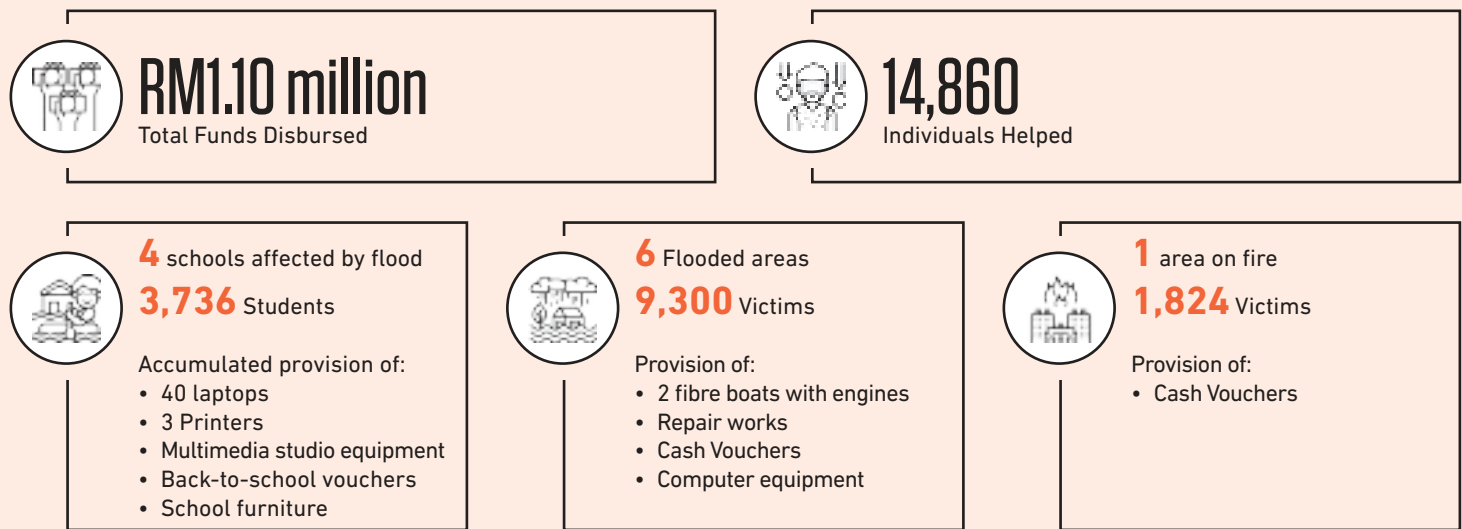 RM1.10 million
Total Funds Disbursed
14,860
Individuals Helped
4 schools affected by flood
3,736 Students
Accumulated provision of:
• 40 laptops
• 3 Printers
• Multimedia studio equipment
• Back-to-school vouchers
• School furniture
6 Flooded areas
9,300 Victims
Provision of:
• 2 fibre boats with engines
• Repair works
• Cash Vouchers
• Computer equipment
1 area on fire
1,824 Victims
Provision of:
• Cash Vouchers